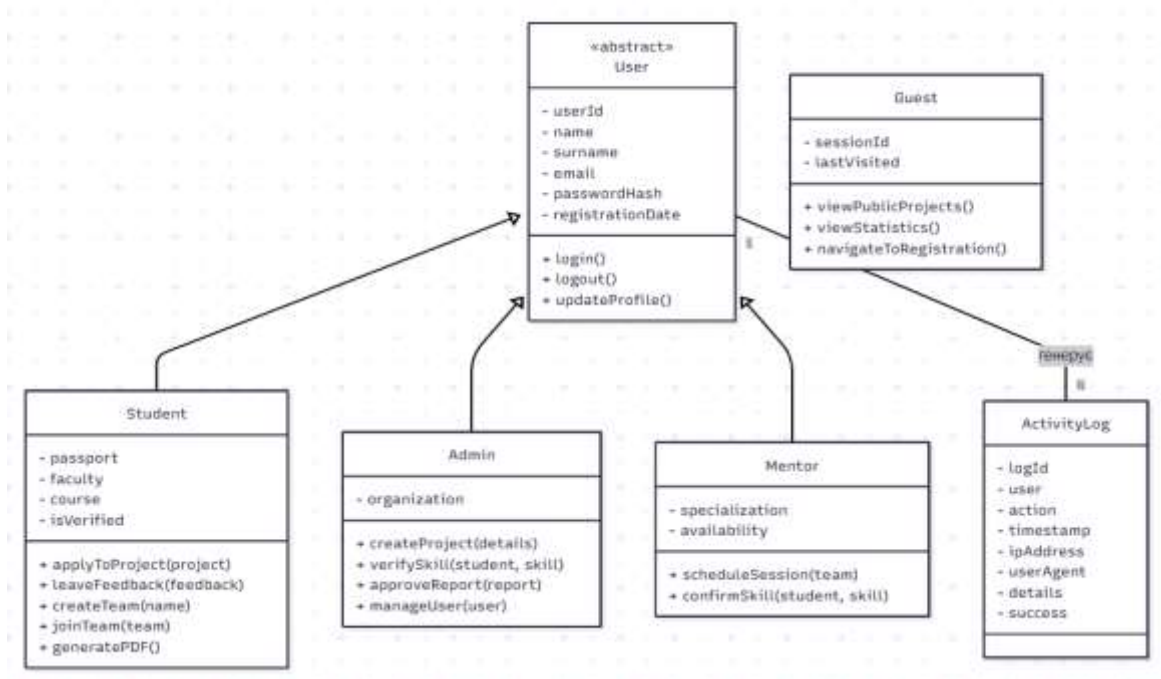 «abstract»
User
- userId
- name
- surname
- email
- passwordHash
- registrationDate
+ login()
+ logout()
+ updateProfile()
Guest
- sessionId
- lastVisited
+ viewPublicProjects()
+ viewStatistics()
+ navigateToRegistration()
генерує
Student
- passport
- faculty
- course
- isVerified
+ applyToProject(project)
+ leaveFeedback(feedback)
+ createTeam(name)
+ joinTeam(team)
+ generatePDF()
Admin
- organization
+ createProject(details)
+ verifySkill(student, skill)
+ approveReport(report)
+ manageUser(user)
Mentor
- specialization
- availability
+ scheduleSession(team)
+ confirmSkill(student, skill)
ActivityLog
- logId
- user
- action
- timestamp
- ipAddress
- userAgent
- details
- success